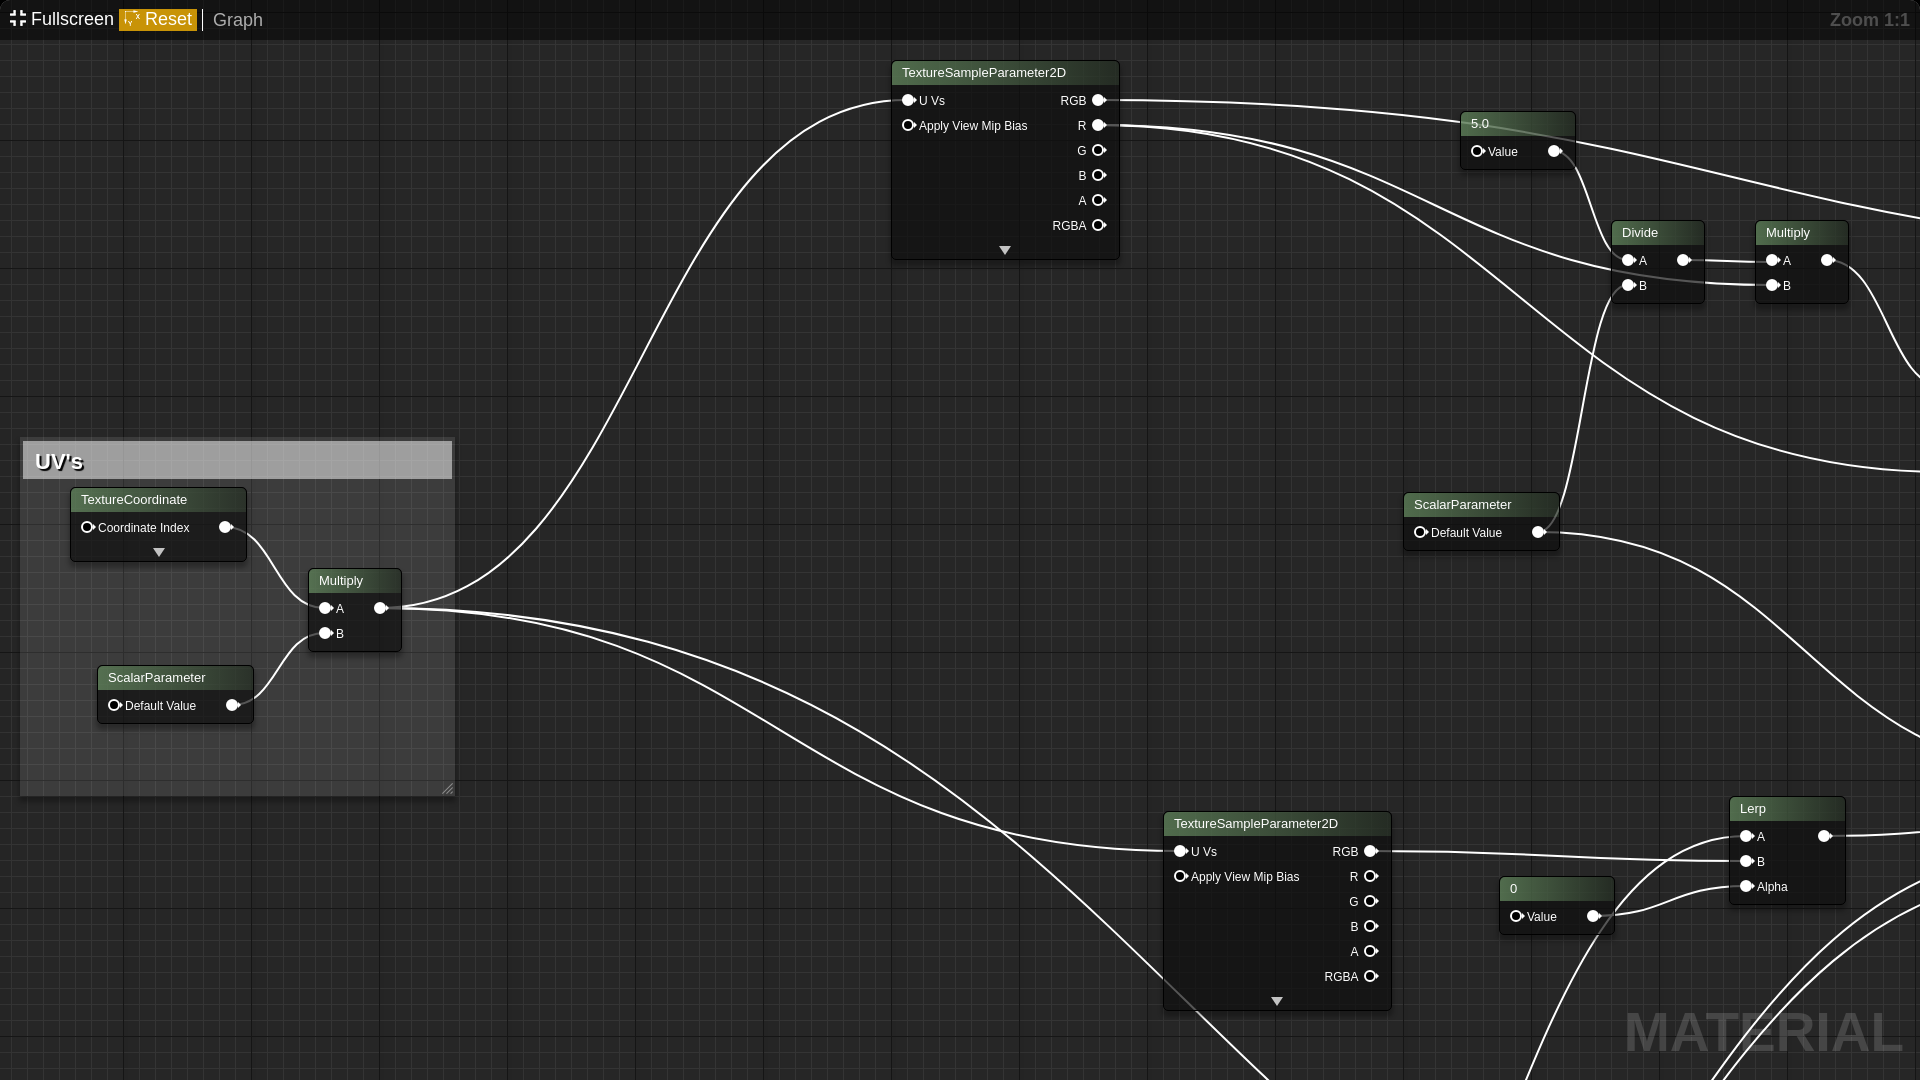 Fullscreen Reset Graph Zoom 1:1
TextureSampleParameter2D
U Vs RGB
Apply View Mip Bias R
G
B
A
RGBA
5.0
Value
Divide
A
B
Multiply
A
B
UV's
TextureCoordinate
Coordinate Index
Multiply
A
B
ScalarParameter
Default Value
ScalarParameter
Default Value
TextureSampleParameter2D
U Vs RGB
Apply View Mip Bias R
G
B
A
RGBA
0
Value
Lerp
A
B
Alpha
MATERIAL